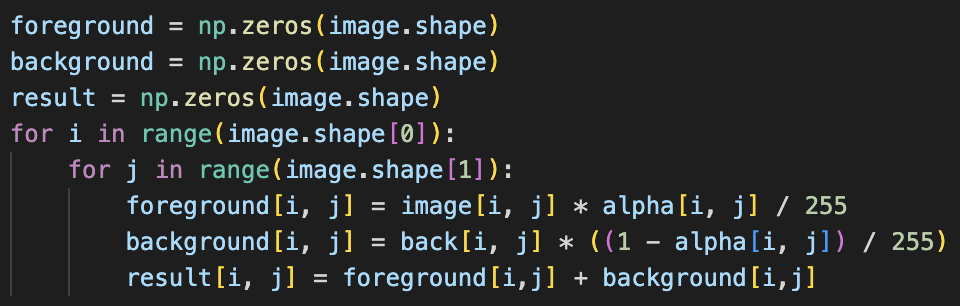 foreground = np.zeros(image.shape)
background = np.zeros(image.shape)
result = np.zeros(image.shape)
for i in range(image.shape[0]):
    for j in range(image.shape[1]):
        foreground[i, j] = image[i, j] * alpha[i, j] / 255
        background[i, j] = back[i, j] * ((1 - alpha[i, j]) / 255)
        result[i, j] = foreground[i,j] + background[i,j]